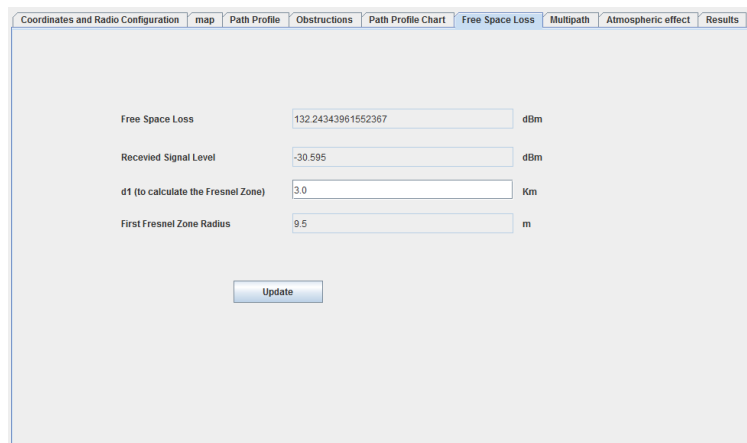 Coordinates and Radio Configuration map Path Profile Obstructions Path Profile Chart Free Space Loss Multipath Atmospheric effect Results
Free Space Loss 132.24343961552367 dBm
Recevied Signal Level -30.595 dBm
d1 (to calculate the Fresnel Zone) 3.0 Km
First Fresnel Zone Radius 9.5 m
Update